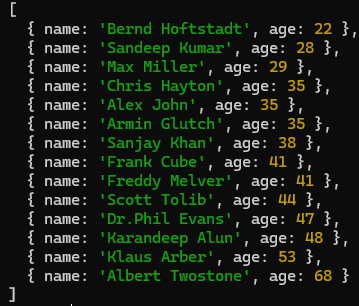 [
  { name: 'Bernd Hoftstadt', age: 22 },
  { name: 'Sandeep Kumar', age: 28 },
  { name: 'Max Miller', age: 29 },
  { name: 'Chris Hayton', age: 35 },
  { name: 'Alex John', age: 35 },
  { name: 'Armin Glutch', age: 35 },
  { name: 'Sanjay Khan', age: 38 },
  { name: 'Frank Cube', age: 41 },
  { name: 'Freddy Melver', age: 41 },
  { name: 'Scott Tolib', age: 44 },
  { name: 'Dr.Phil Evans', age: 47 },
  { name: 'Karandeep Alun', age: 48 },
  { name: 'Klaus Arber', age: 53 },
  { name: 'Albert Twostone', age: 68 }
]